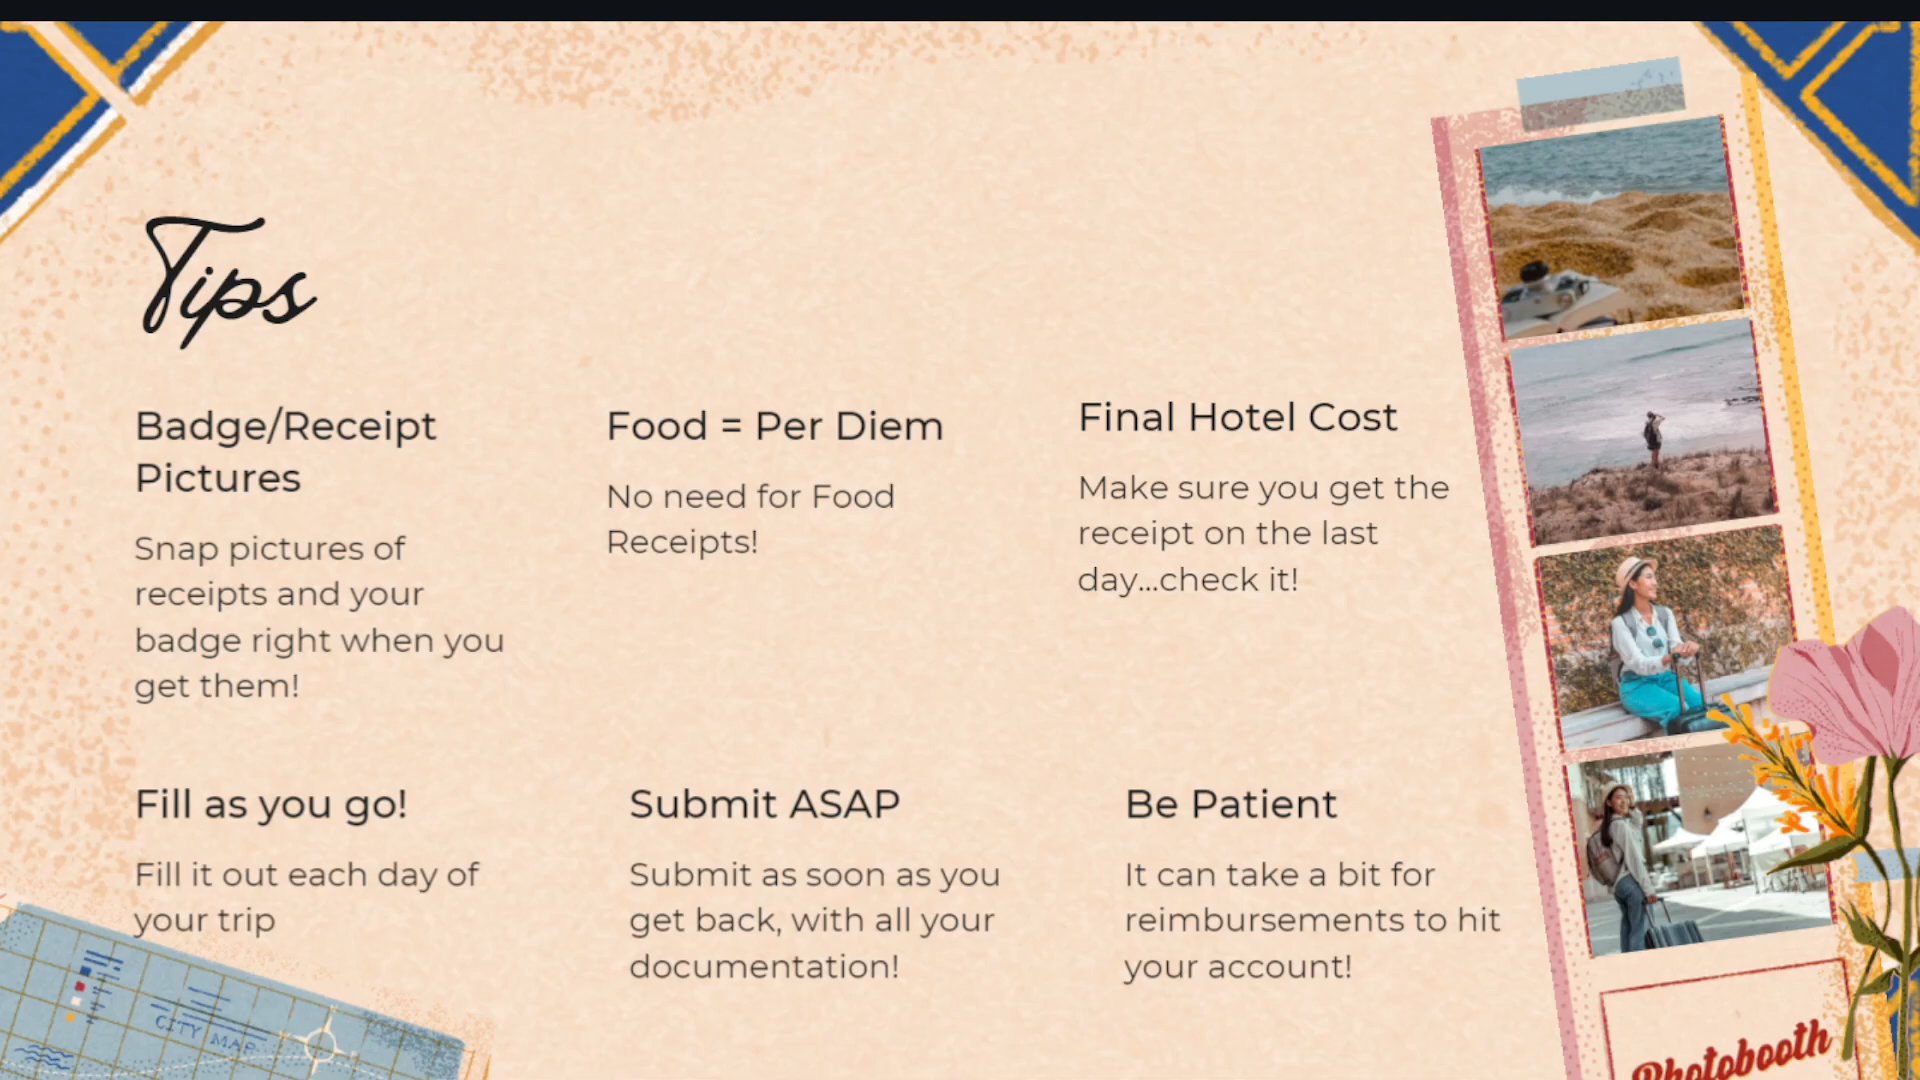 Tips
Badge/Receipt
Pictures
Snap pictures of
receipts and your
badge right when you
get them!
Food = Per Diem
No need for Food
Receipts!
Final Hotel Cost
Make sure you get the
receipt on the last
day...check it!
Fill as you go!
Fill it out each day of
your trip
Submit ASAP
Submit as soon as you
get back, with all your
documentation!
Be Patient
It can take a bit for
reimbursements to hit
your account!
CITY MAP
Photobooth